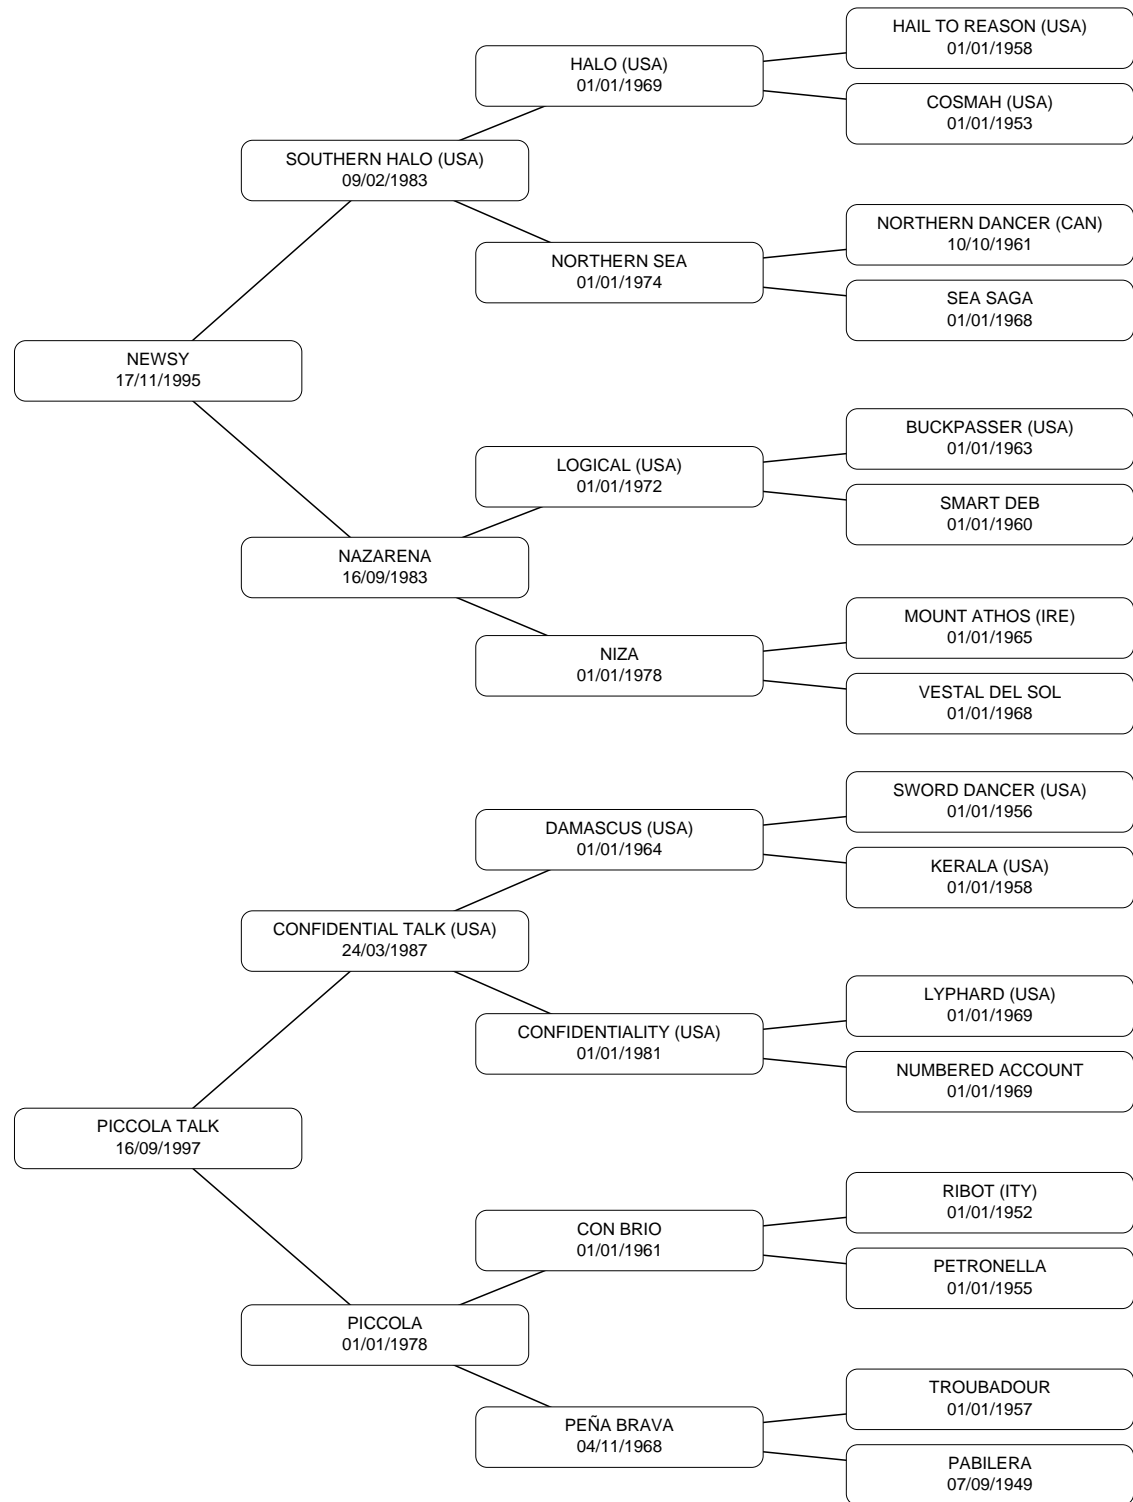 HAIL TO REASON (USA)
01/01/1958
HALO (USA)
01/01/1969
COSMAH (USA)
01/01/1953
SOUTHERN HALO (USA)
09/02/1983
NORTHERN DANCER (CAN)
10/10/1961
NORTHERN SEA
01/01/1974
SEA SAGA
01/01/1968
NEWSY
17/11/1995
BUCKPASSER (USA)
01/01/1963
LOGICAL (USA)
01/01/1972
SMART DEB
01/01/1960
NAZARENA
16/09/1983
MOUNT ATHOS (IRE)
01/01/1965
NIZA
01/01/1978
VESTAL DEL SOL
01/01/1968
SWORD DANCER (USA)
01/01/1956
DAMASCUS (USA)
01/01/1964
KERALA (USA)
01/01/1958
CONFIDENTIAL TALK (USA)
24/03/1987
LYPHARD (USA)
01/01/1969
CONFIDENTIALITY (USA)
01/01/1981
NUMBERED ACCOUNT
01/01/1969
PICCOLA TALK
16/09/1997
RIBOT (ITY)
01/01/1952
CON BRIO
01/01/1961
PETRONELLA
01/01/1955
PICCOLA
01/01/1978
TROUBADOUR
01/01/1957
PEÑA BRAVA
04/11/1968
PABILERA
07/09/1949